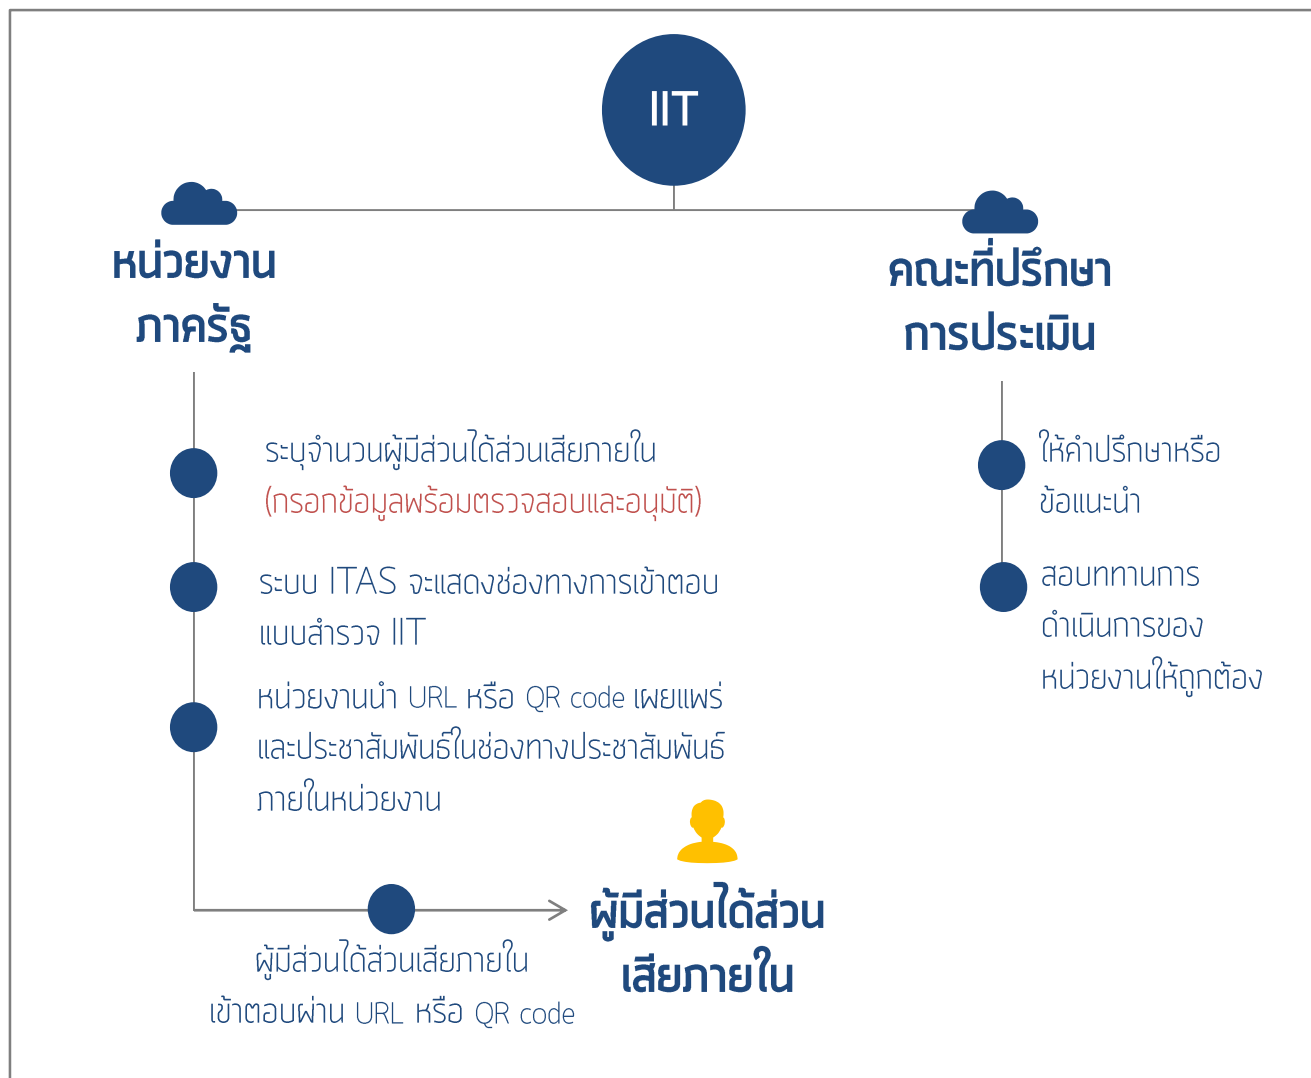 IIT
หน่วยงาน
ภาครัฐ
ระบุจำนวนผู้มีส่วนได้ส่วนเสียภายใน
(กรอกข้อมูลพร้อมตรวจสอบและอนุมัติ)
ระบบ ITAS จะแสดงช่องทางการเข้าตอบ
แบบสำรวจ IIT
หน่วยงานนำ URL หรือ QR code เผยแพร่
และประชาสัมพันธ์ในช่องทางประชาสัมพันธ์
ภายในหน่วยงาน
ผู้มีส่วนได้ส่วนเสียภายใน
เข้าตอบผ่าน URL หรือ QR code
ผู้มีส่วนได้ส่วน
เสียภายใน
คณะที่ปรึกษา
การประเมิน
ให้คำปรึกษาหรือ
ข้อแนะนำ
สอบททานการ
ดำเนินการของ
หน่วยงานให้ถูกต้อง